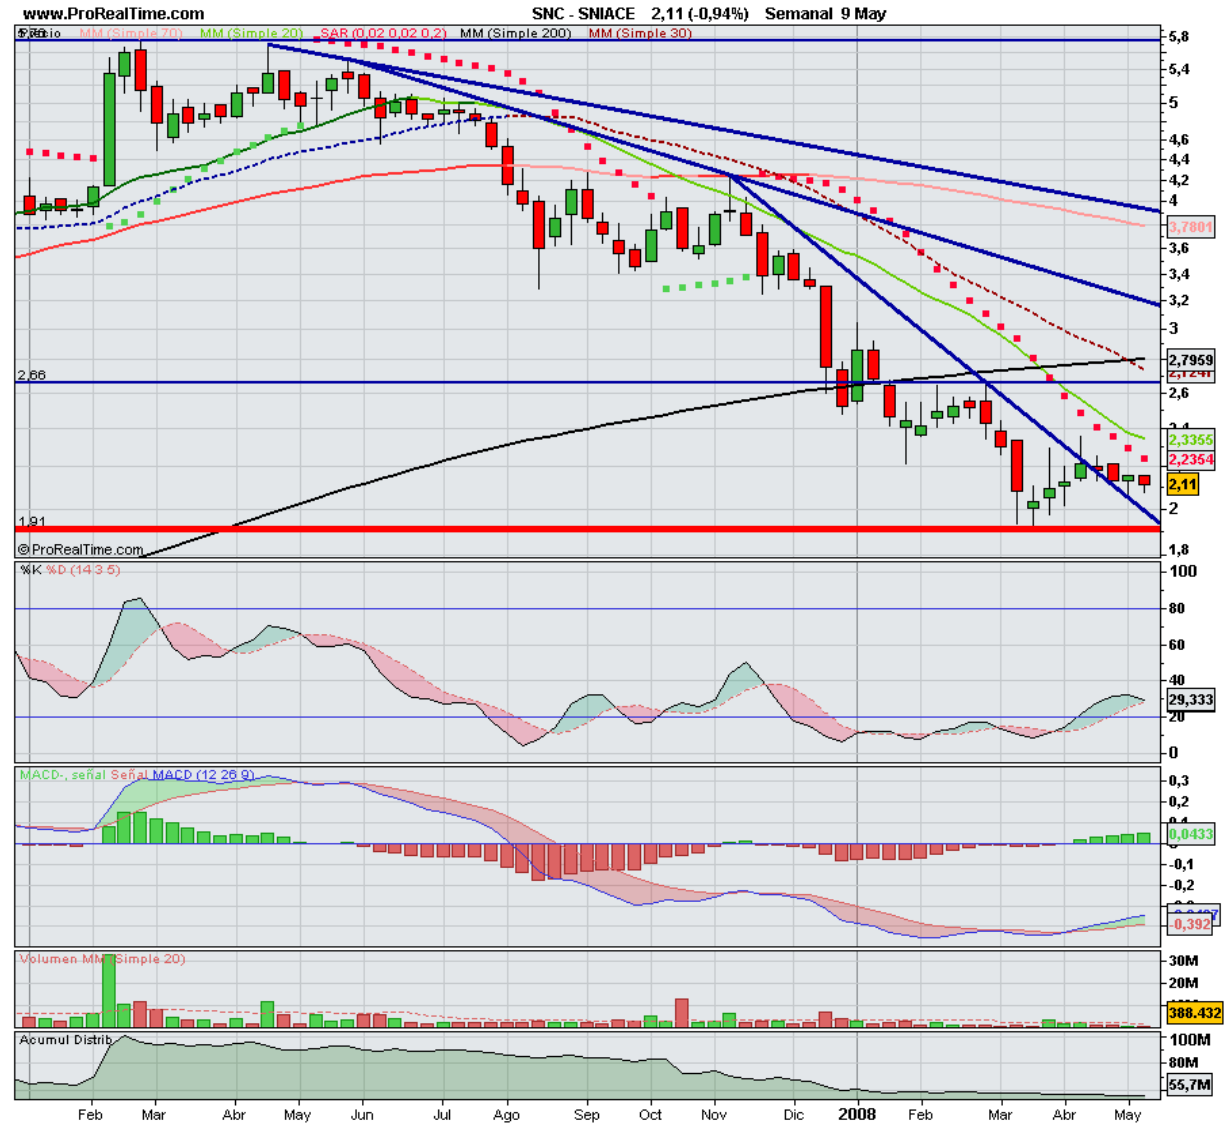 www.ProRealTime.com SNC - SNIACE 2,11 (-0,94%) Semanal 9 May
Precio MM (Simple 70) MM (Simple 20) SAR (0,02 0,02 0,2) MM (Simple 200) MM (Simple 30)
5,8
5,4
5
4,6
4,4
4,2
4
3,7801
3,6
3,4
3,2
3
2,7959
2,66
2,6
2,4
2,3355
2,2354
2,11
2
1,91
1,8
©ProRealTime.com
%K %D (14 3 5)
100
80
60
40
29,333
20
0
MACD-, señal Señal MACD (12 26 9)
0,3
0,2
0,0433
-0,1
-0,2
-0,392
Volumen MM (Simple 20)
30M
20M
388.432
Acumul Distrib
100M
80M
55,7M
Feb Mar Abr May Jun Jul Ago Sep Oct Nov Dic 2008 Feb Mar Abr May